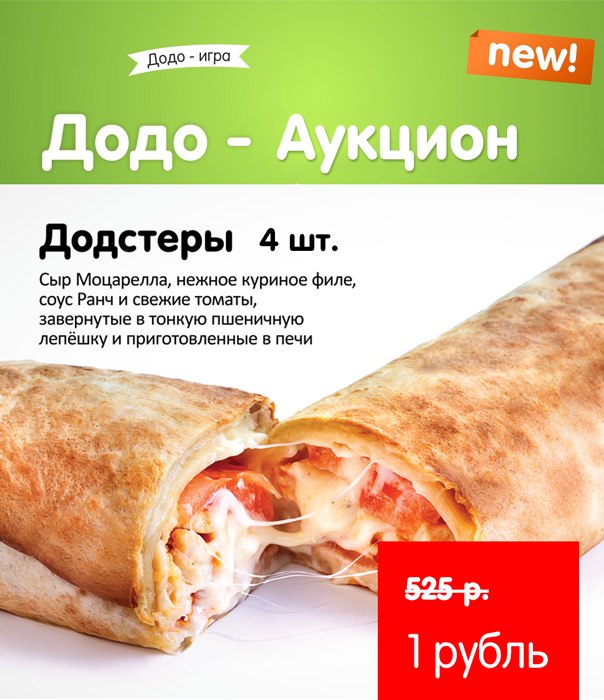 Додо - игра
new!
Додо - Аукцион
Додстеры 4 шт.
Сыр Моцарелла, нежное куриное филе,
соус Ранч и свежие томаты,
завернутые в тонкую пшеничную
лепёшку и приготовленные в печи
525 р.
1 рубль